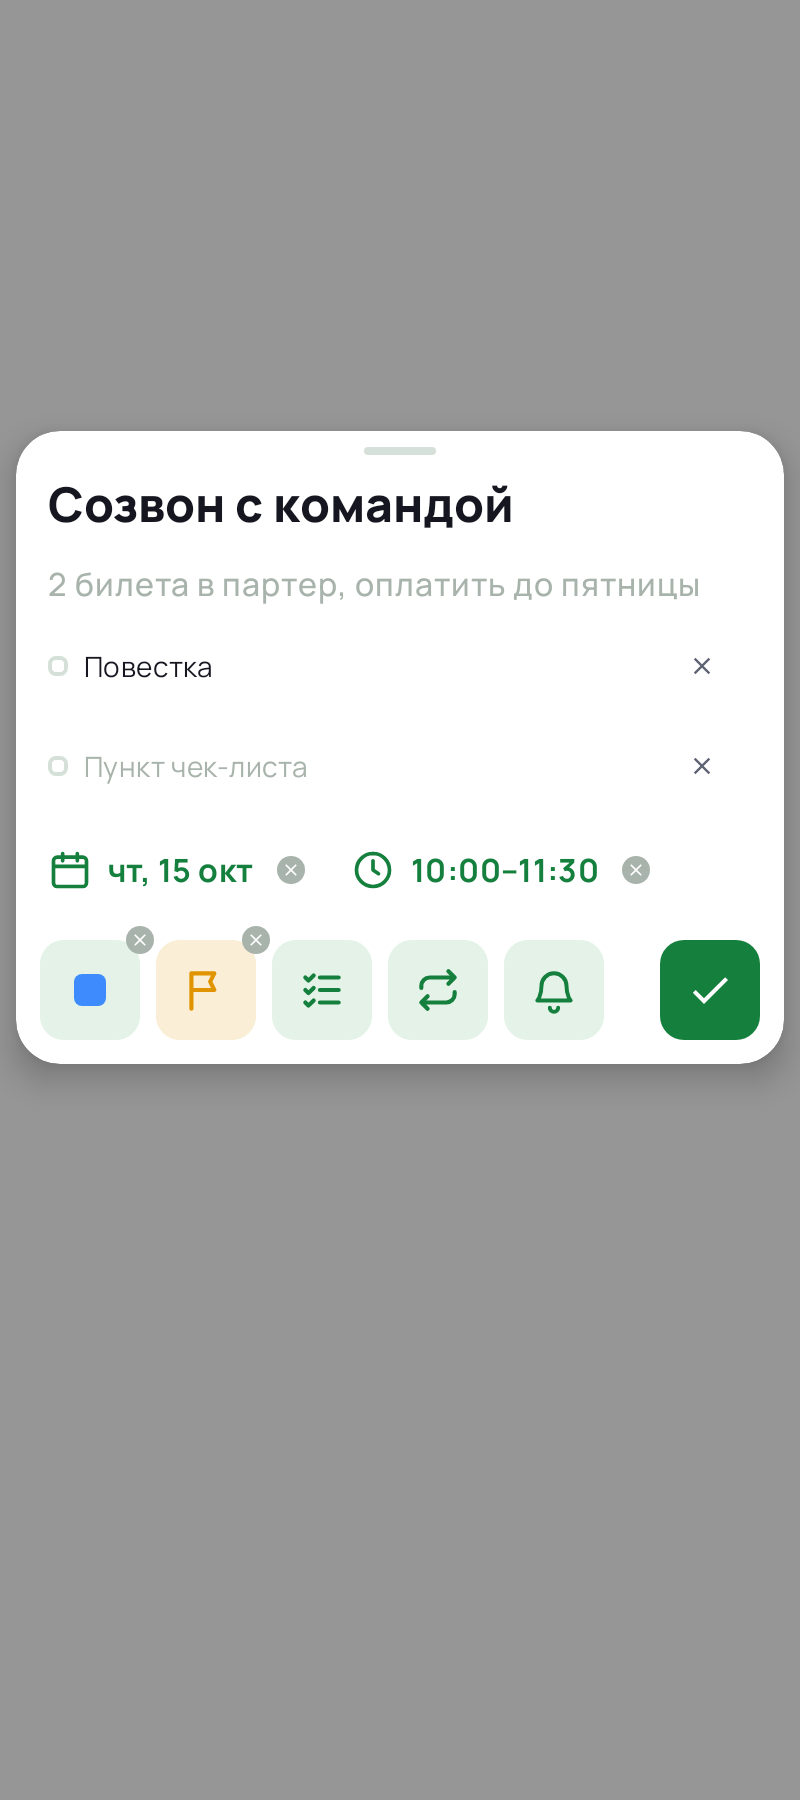 Созвон с командой
2 билета в партер, оплатить до пятницы
Повестка
Пункт чек-листа
чт, 15 окт 10:00–11:30